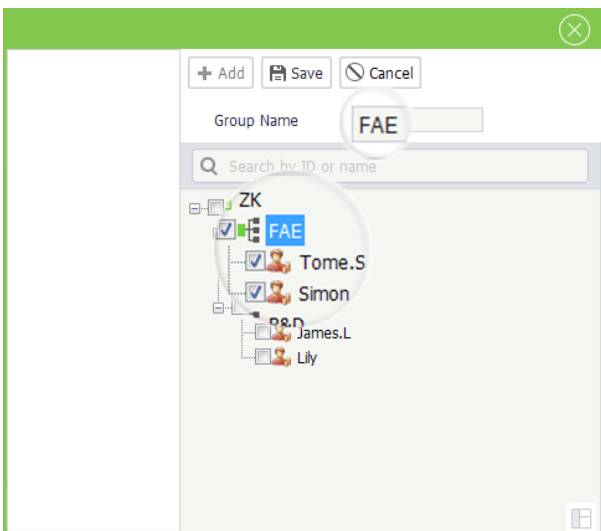 Add Save Cancel
Group Name FAE
Search by ID or name
ZK
FAE
Tome.S
Simon
R&D
James.L
Lily